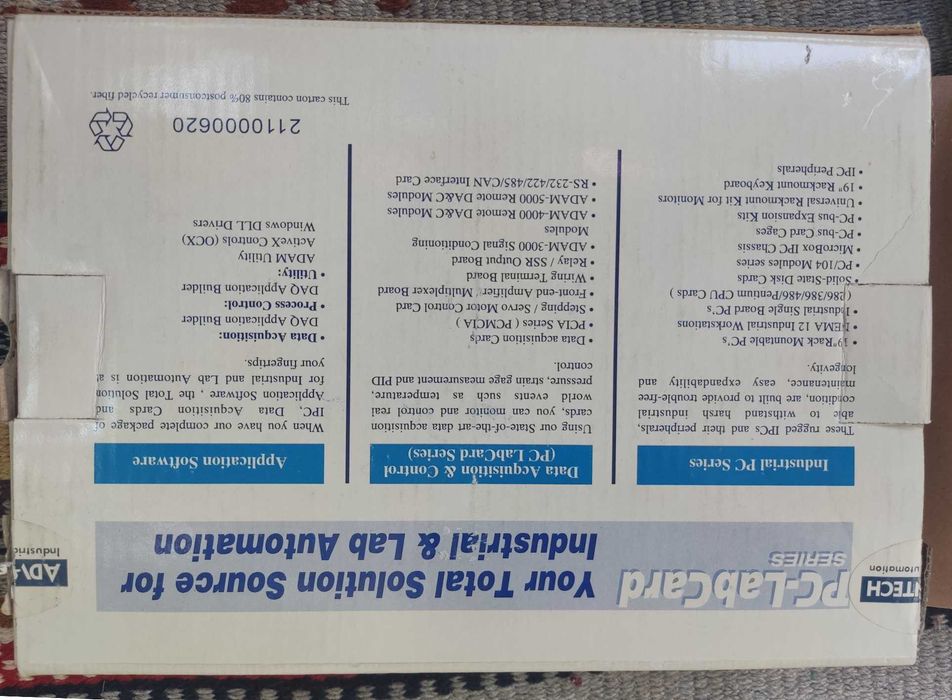 NTECH
utomation
PC-LabCard
SERIES
Your Total Solution Source for
Industrial & Lab Automation
ADV
Industri
Industrial PC Series
These rugged IPCs and their peripherals,
able to withstand harsh industrial
condition, are built to provide trouble-free
maintenance, easy expandability and
longevity.
• 19" Rack Mountable PC's
NEMA 12 Industrial Workstations
Industrial Single Board PC's
( 286/386/486/Pentium CPU Cards )
• Solid-State Disk Cards
• PC/104 Modules series
• MicroBox IPC Chassis
• PC-bus Card Cages
• PC-bus Expansion Kits
• Universal Rackmount Kit for Monitors
• 19" Rackmount Keyboard
• IPC Peripherals
Data Acquisition & Control
(PC LabCard Series)
Using our State-of-the-art data acquisition
cards, you can monitor and control real
world events such as temperature,
pressure, strain gage measurement and PID
control.
• Data acquisition Cards
• PCIA Series ( PCMCIA )
• Stepping / Servo Motor Control Card
• Front-end Amplifier / Multiplexer Board
• Wiring Terminal Board
• Relay / SSR Output Board
• ADAM-3000 Signal Conditioning
Modules
• ADAM-4000 Remote DA&C Modules
• ADAM-5000 Remote DA&C Modules
• RS-232/422/485/CAN Interface Card
Application Software
When you have our complete package of
IPC, Data Acquisition Cards and
Application Software , the Total Solution
for Industrial and Lab Automation is at
your fingertips.
• Data Acquisition:
DAQ Application Builder
• Process Control:
DAQ Application Builder
• Utility:
ADAM Utility
ActiveX Controls (OCX)
Windows DLL Drivers
2110000620
This carton contains 80% postconsumer recycled fiber.